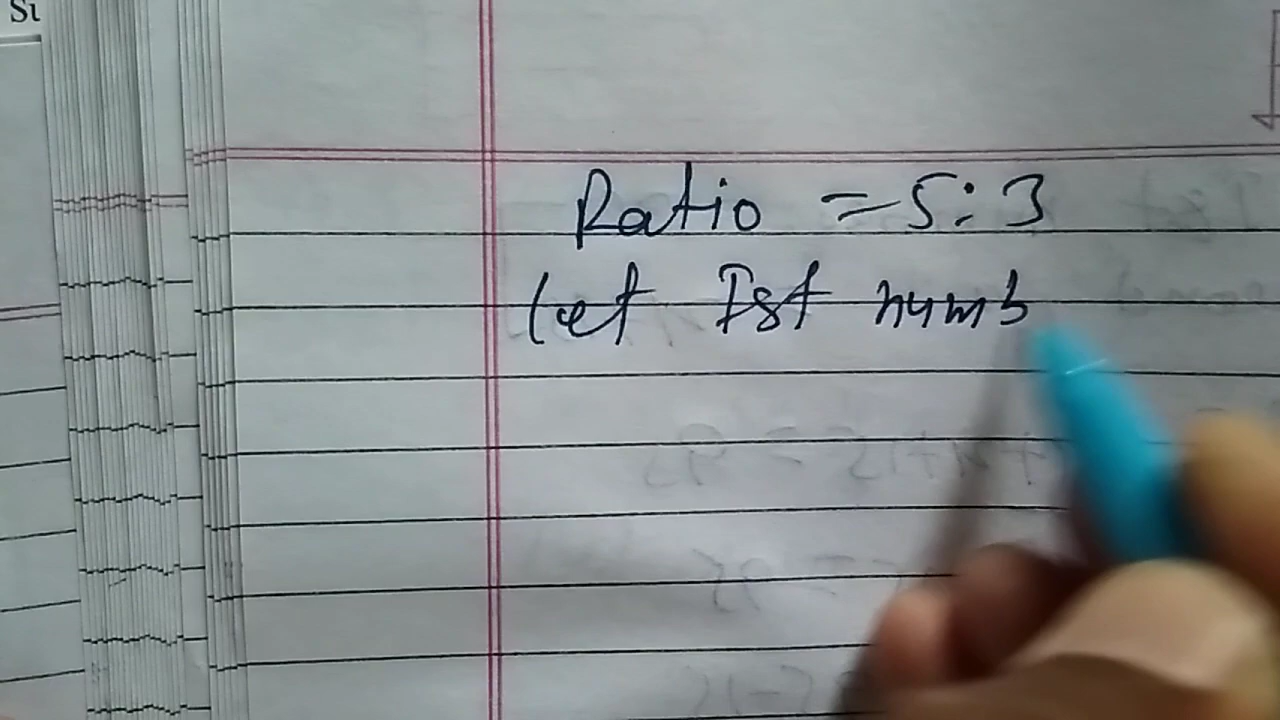 Ratio = 5:3
let Ist numb